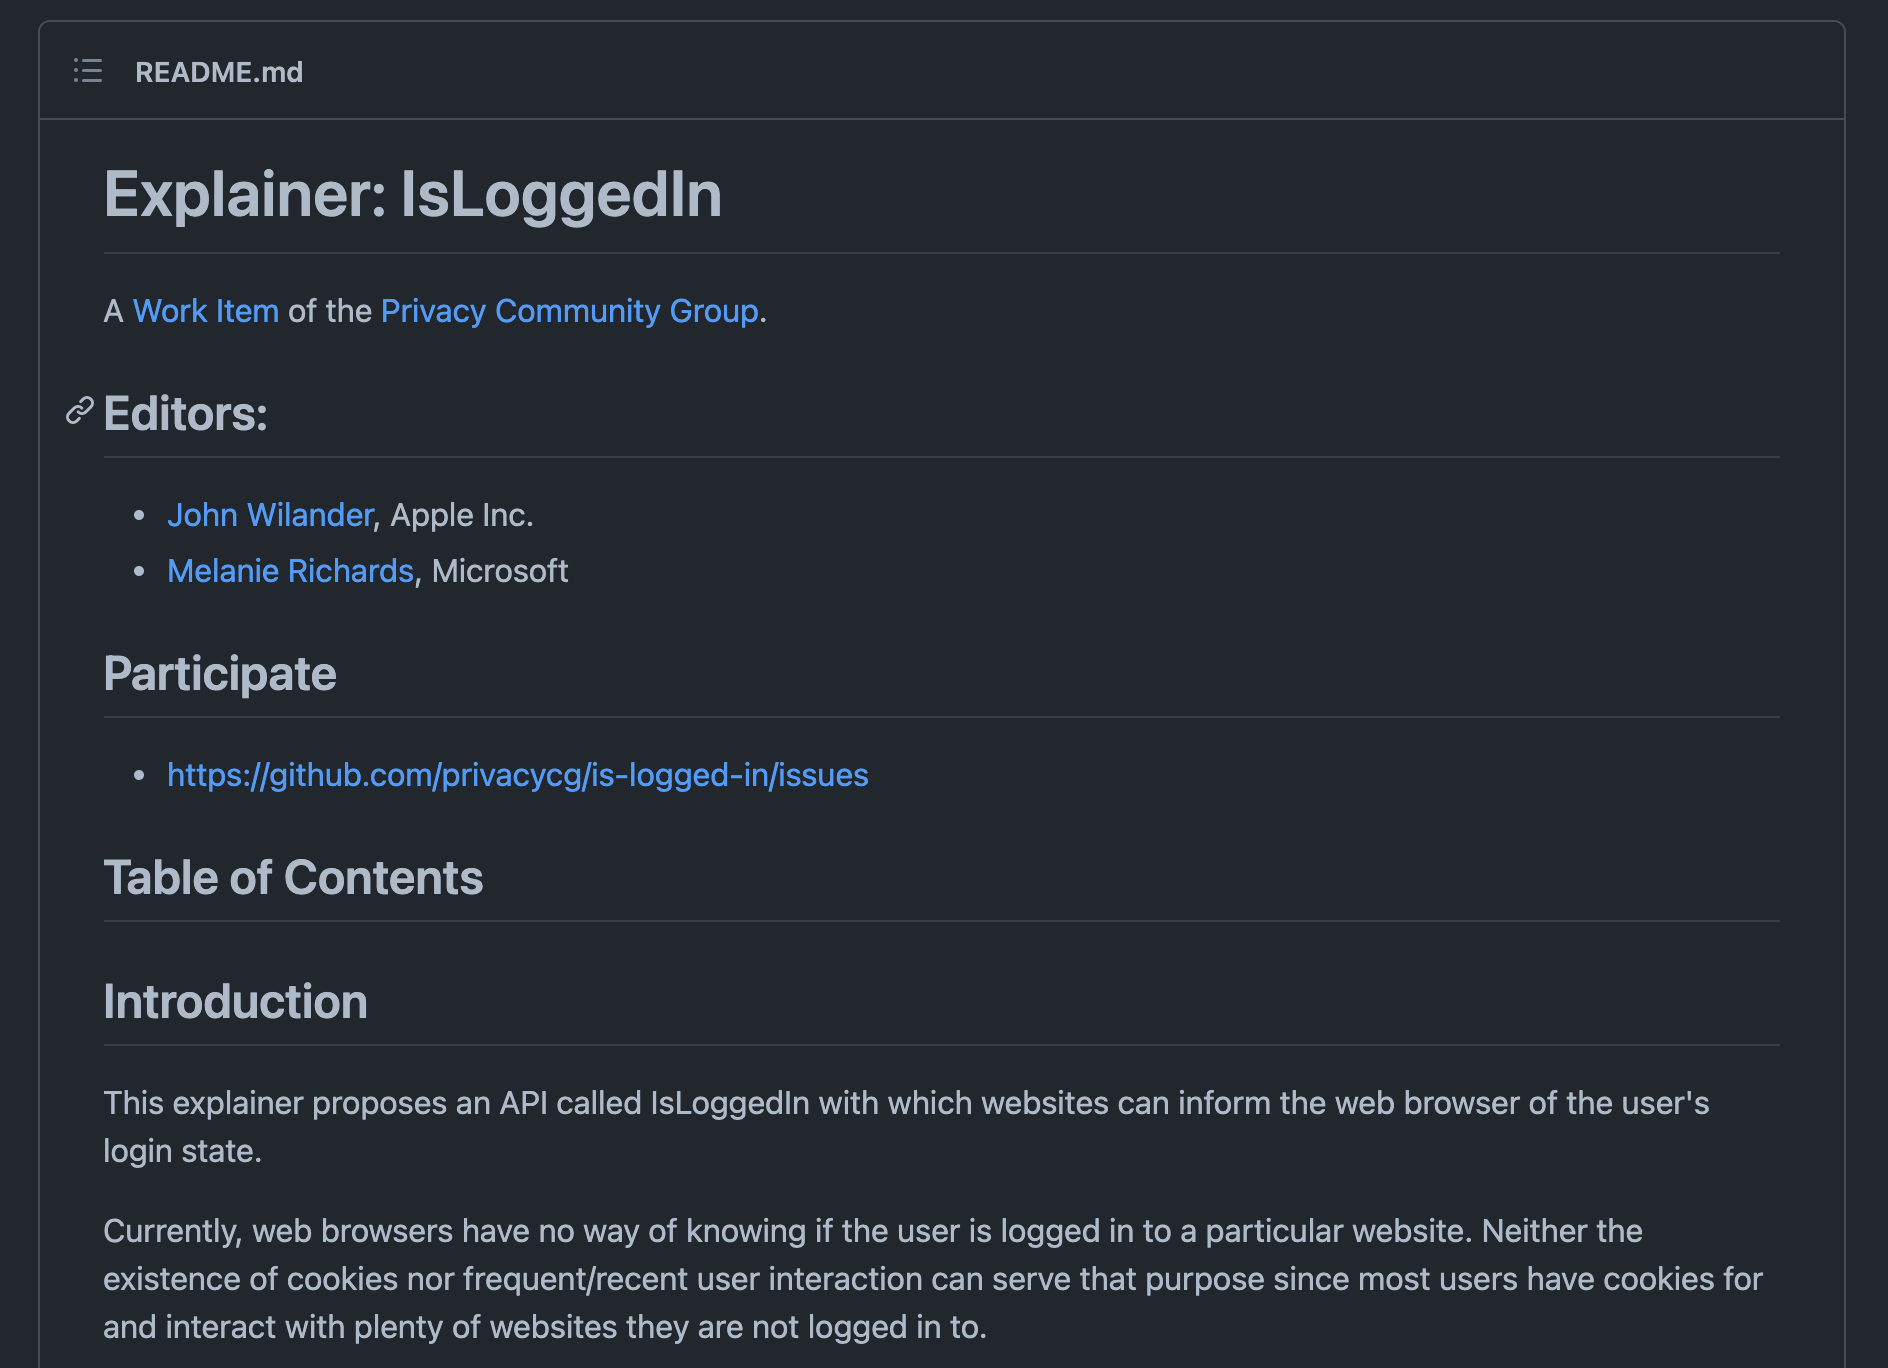 README.md
Explainer: IsLoggedIn
A Work Item of the Privacy Community Group.
Editors:
John Wilander, Apple Inc.
Melanie Richards, Microsoft
Participate
https://github.com/privacycg/is-logged-in/issues
Table of Contents
Introduction
This explainer proposes an API called IsLoggedIn with which websites can inform the web browser of the user's
login state.
Currently, web browsers have no way of knowing if the user is logged in to a particular website. Neither the
existence of cookies nor frequent/recent user interaction can serve that purpose since most users have cookies for
and interact with plenty of websites they are not logged in to.